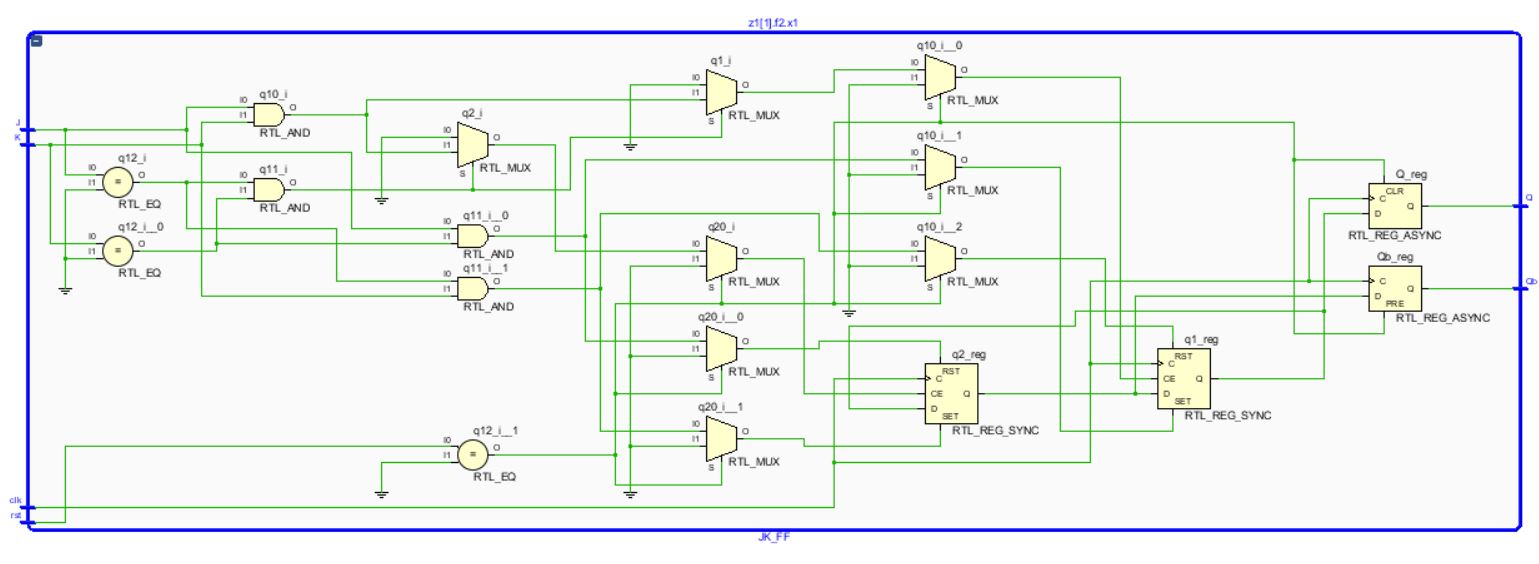 z1[1].f2.x1
q10_i__0
I0
I1
O
S
RTL_MUX
q1_i
I0
I1
O
S
RTL_MUX
q10_i
I0
I1
O
RTL_AND
J
K
q2_i
I0
I1
O
S
RTL_MUX
q10_i__1
I0
I1
O
S
RTL_MUX
q12_i
I0
I1
O
=
RTL_EQ
q11_i
I0
I1
O
RTL_AND
Q_reg
CLR
C
D
Q
RTL_REG_ASYNC
Q
q12_i__0
I0
I1
O
=
RTL_EQ
q11_i__0
I0
I1
O
RTL_AND
q20_i
I0
I1
O
S
RTL_MUX
q10_i__2
I0
I1
O
S
RTL_MUX
q11_i__1
I0
I1
O
RTL_AND
Qb_reg
C
D
Q
PRE
RTL_REG_ASYNC
Qb
q20_i__0
I0
I1
O
S
RTL_MUX
q2_reg
RST
C
CE
D
Q
SET
RTL_REG_SYNC
q1_reg
RST
C
CE
D
Q
SET
RTL_REG_SYNC
q12_i__1
I0
I1
O
=
RTL_EQ
q20_i__1
I0
I1
O
S
RTL_MUX
clk
rst
JK_FF